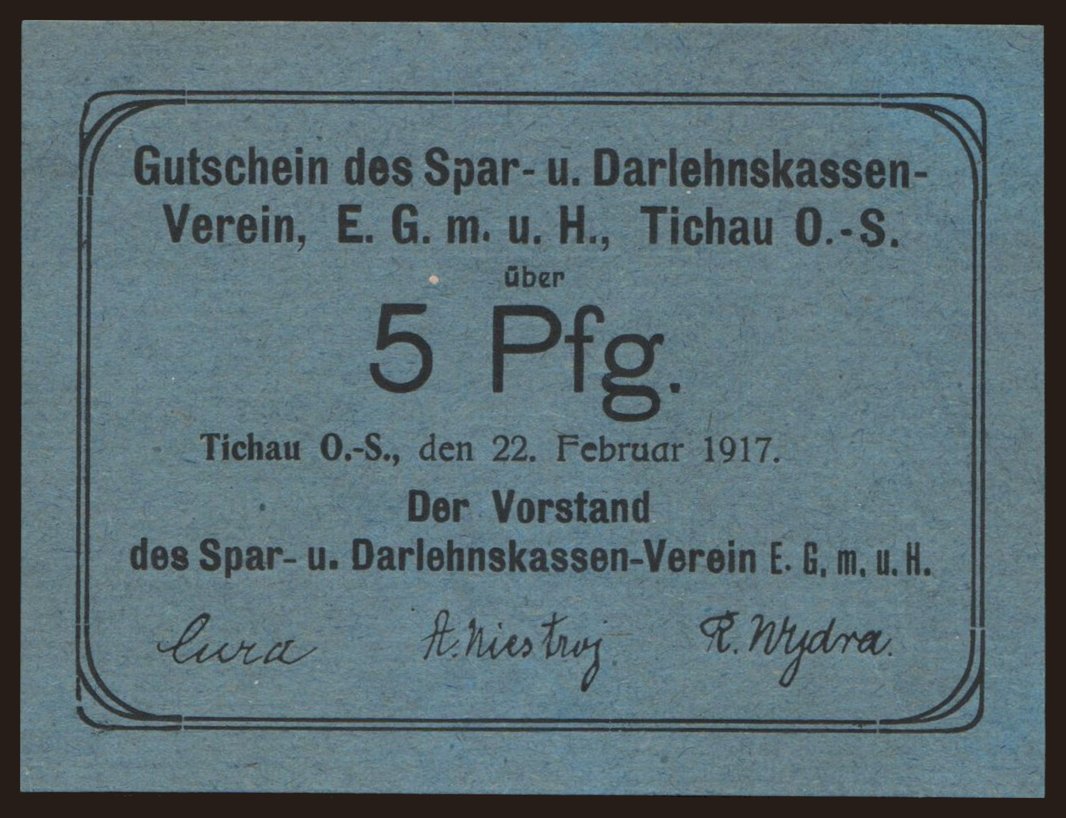 Gutschein des Spar- u. Darlehnskassen-
Verein, E. G. m. u. H., Tichau O.-S.
über
5 Pfg.
Tichau O.-S., den 22. Februar 1917.
Der Vorstand
des Spar- u. Darlehnskassen-Verein E. G. m. u. H.
Cura A. Niestroj R. Wydra.